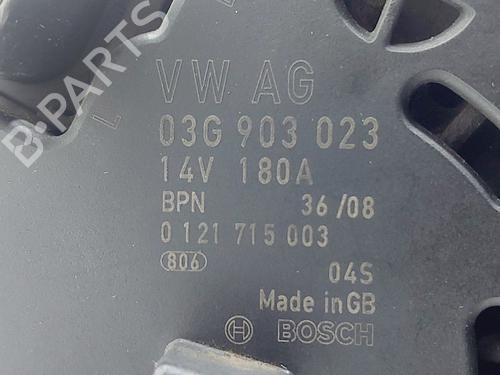 VW AG
L
03G 903 023
14V 180A
BPN 36/08
0 121 715 003
806 04S
Made in GB
BOSCH
B-PARTS